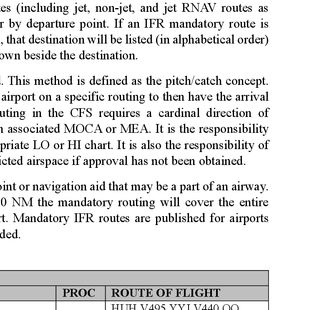 es (including jet, non-jet, and jet RNAV routes as
r by departure point. If an IFR mandatory route is
, that destination will be listed (in alphabetical order)
own beside the destination.
. This method is defined as the pitch/catch concept.
airport on a specific routing to then have the arrival
uting in the CFS requires a cardinal direction of
n associated MOCA or MEA. It is the responsibility
priate LO or HI chart. It is also the responsibility of
icted airspace if approval has not been obtained.
int or navigation aid that may be a part of an airway.
0 NM the mandatory routing will cover the entire
rt. Mandatory IFR routes are published for airports
ded.
PROC ROUTE OF FLIGHT
HUH V495 YYJ V440 QQ